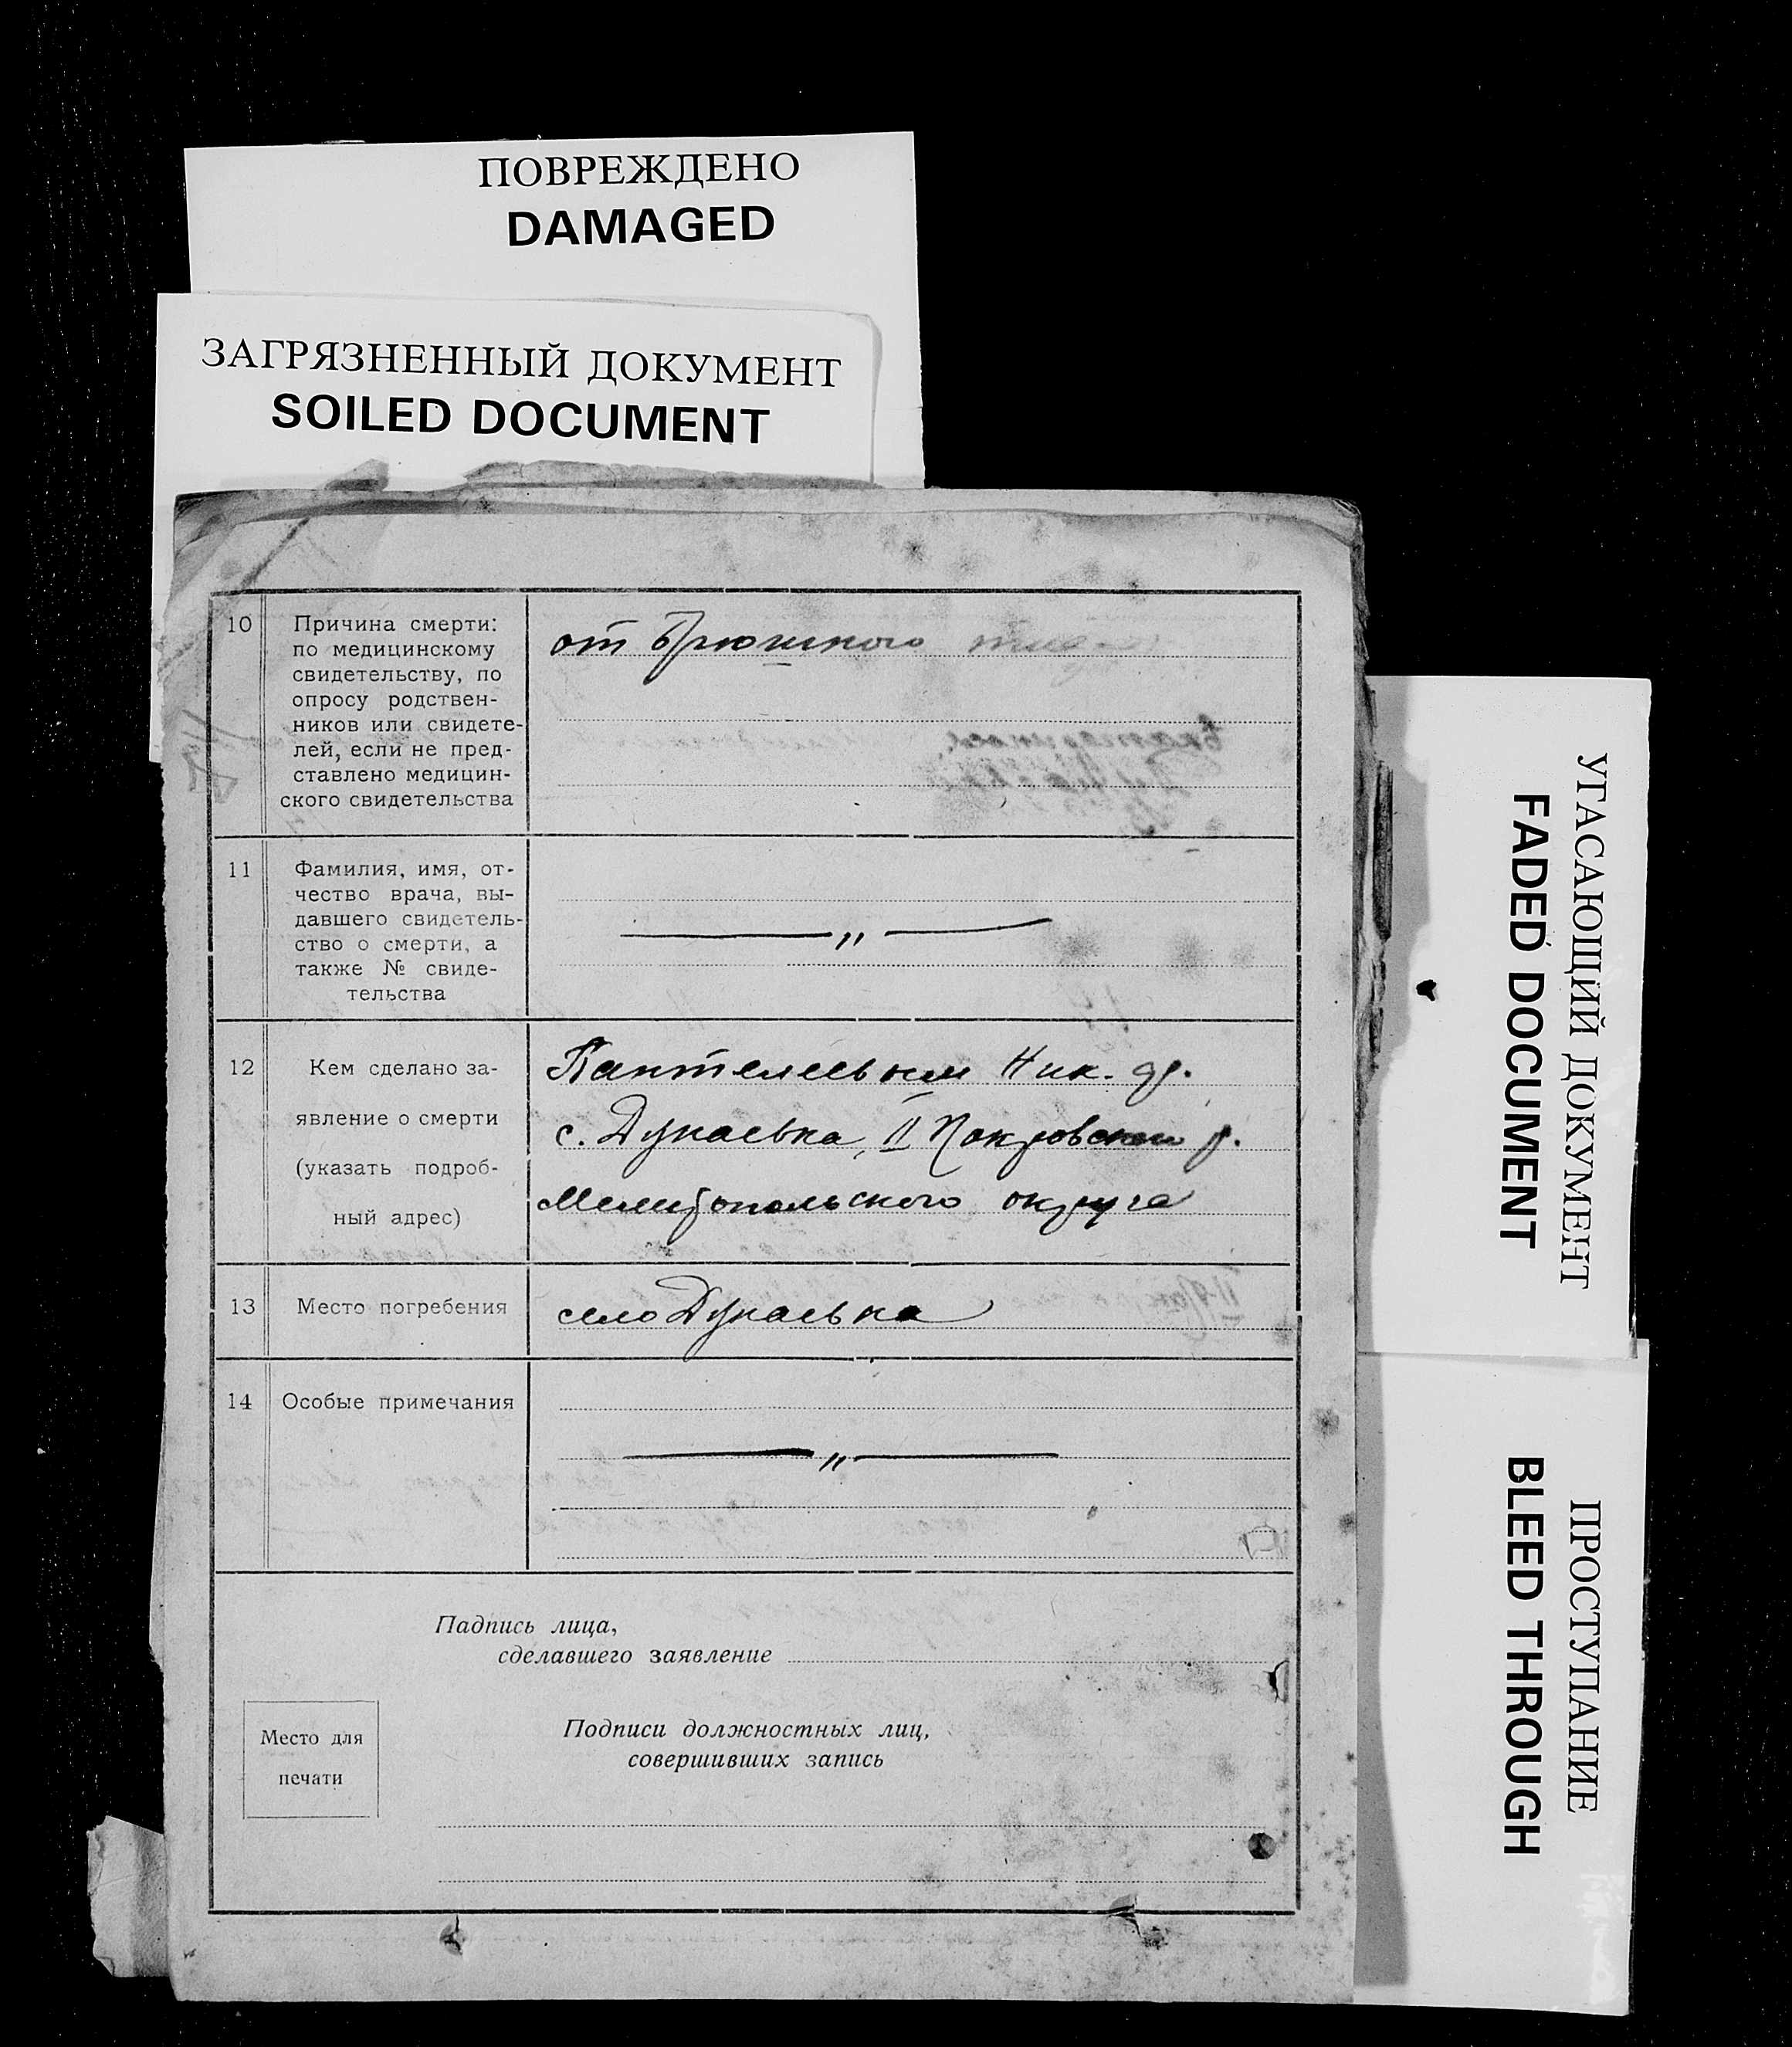 ПОВРЕЖДЕНО
DAMAGED
ЗАГРЯЗНЕННЫЙ ДОКУМЕНТ
SOILED DOCUMENT
10
Причина смерти:
по медицинскому
свидетельству, по
опросу родствен-
ников или свидете-
лей, если не пред-
ставлено медицин-
ского свидетельства
от брюшного
11
Фамилия, имя, от-
чество врача, вы-
давшего свидетель-
ство о смерти, а
также № свиде-
тельства
— „ —
12
Кем сделано за-
явление о смерти
(указать подроб-
ный адрес)
Пантелеевым Ник. др.
с. Дунаевка, II Покровский р.
Мелитопольского округа
13
Место погребения
село Дунаевка
14
Особые примечания
— „ —
Падпись лица,
сделавшего заявление
Место для
печати
Подписи должностных лиц,
совершивших запись
УГАСАЮЩИЙ ДОКУМЕНТ
FADED DOCUMENT
ПРОСТУПАНИЕ
BLEED THROUGH